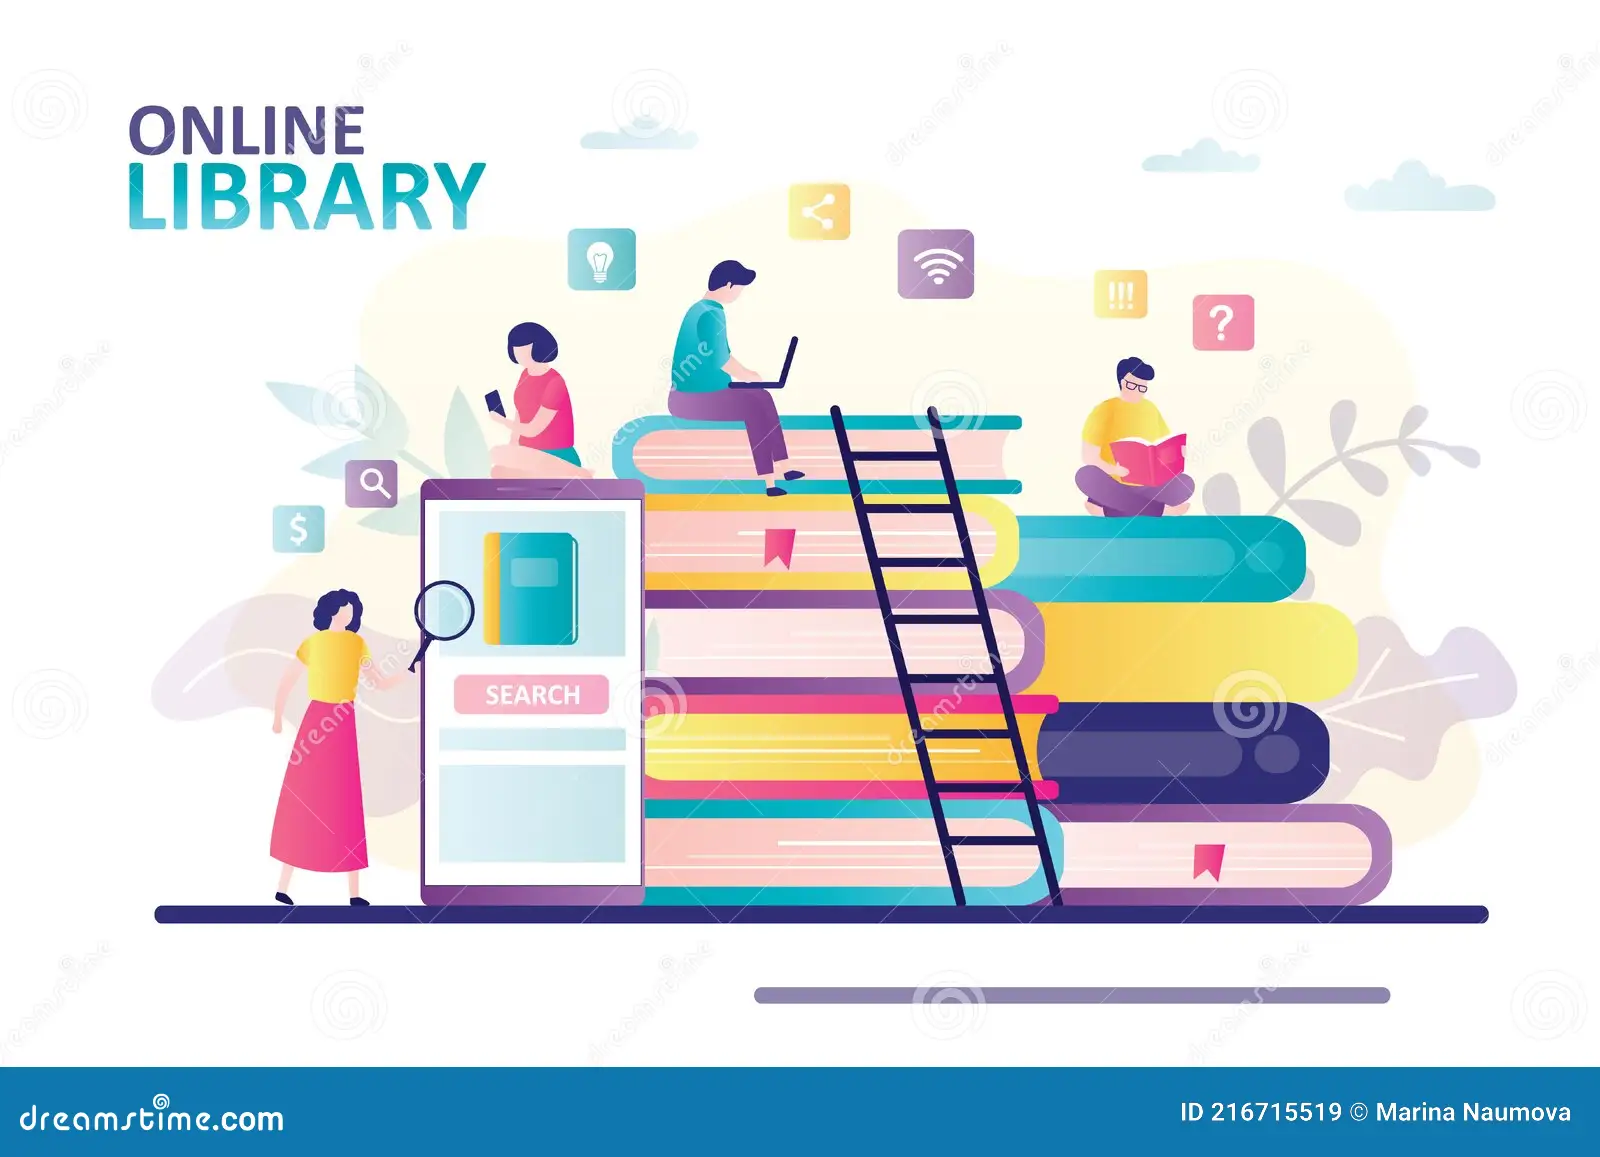 ONLINE
LIBRARY
$
!!!
?
SEARCH
dreamstime.com
ID 216715519 © Marina Naumova